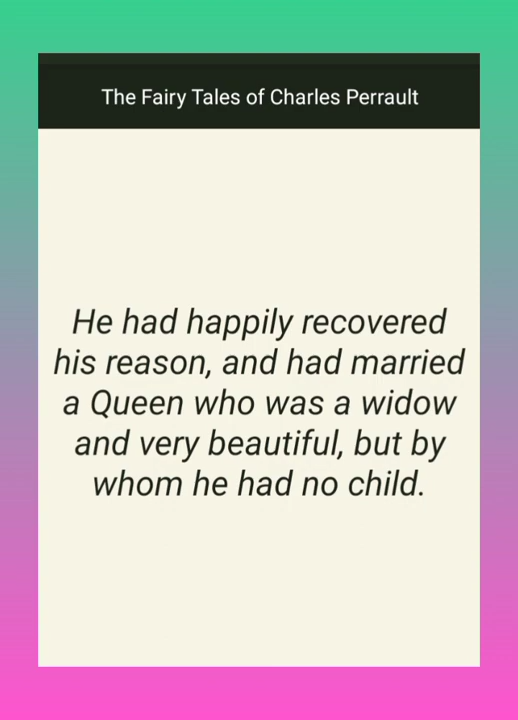 The Fairy Tales of Charles Perrault
He had happily recovered
his reason, and had married
a Queen who was a widow
and very beautiful, but by
whom he had no child.